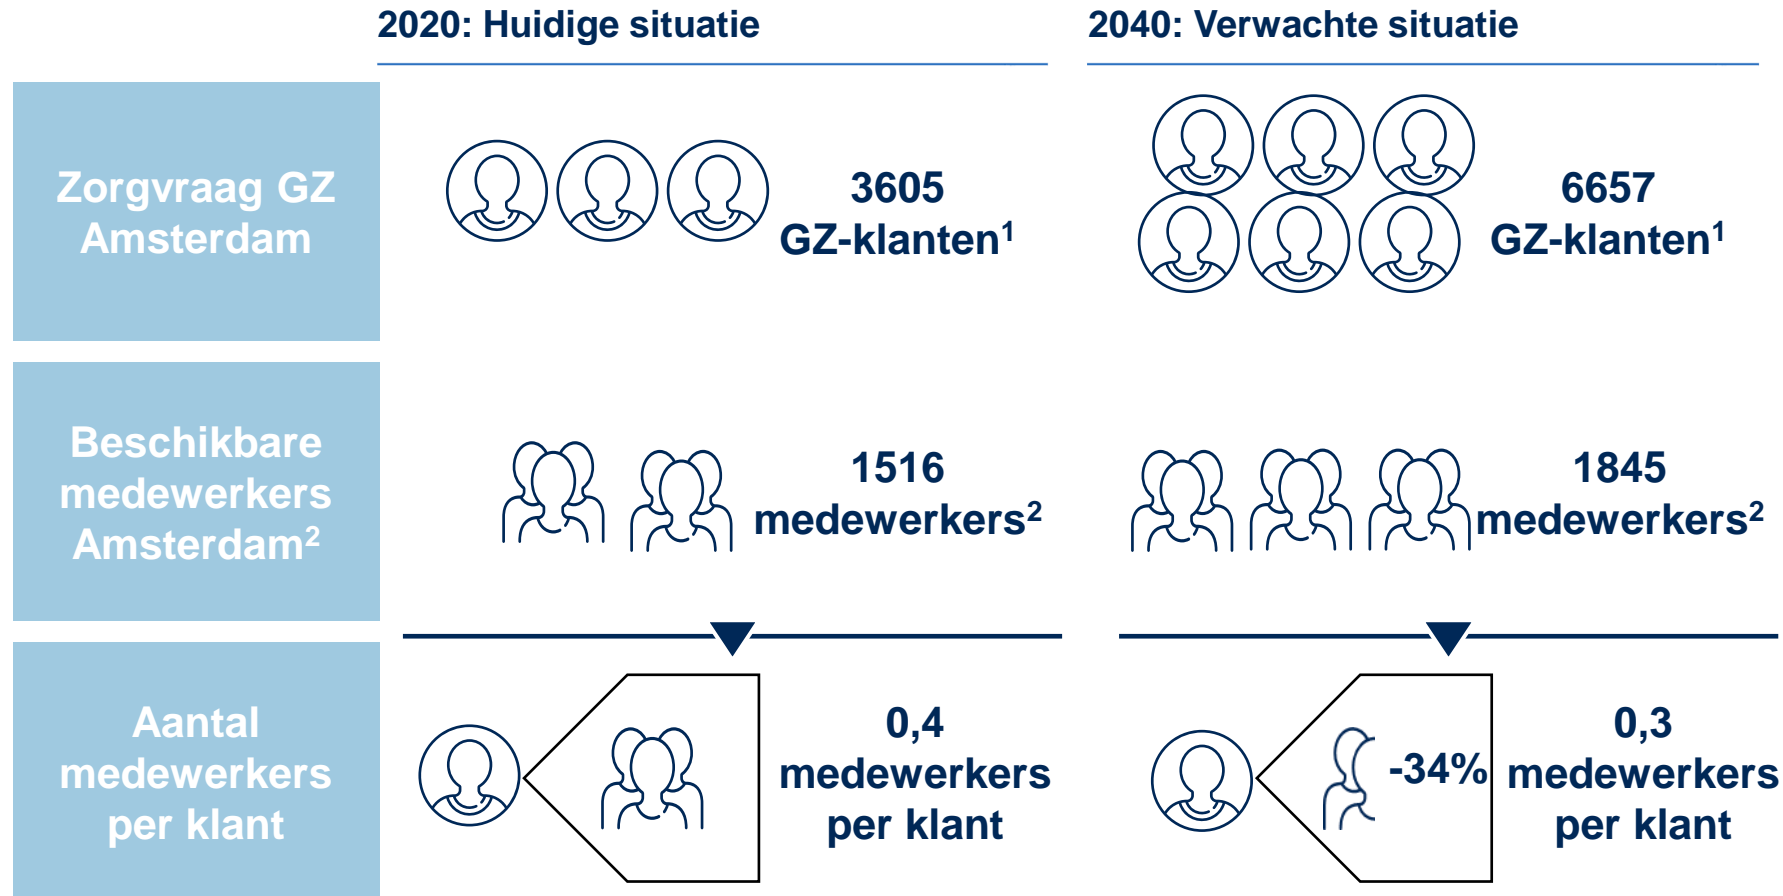 2020: Huidige situatie
2040: Verwachte situatie
Zorgvraag GZ
Amsterdam
3605
GZ-klanten¹
6657
GZ-klanten¹
Beschikbare
medewerkers
Amsterdam²
1516
medewerkers²
1845
medewerkers²
Aantal
medewerkers
per klant
0,4
medewerkers
per klant
-34%
0,3
medewerkers
per klant